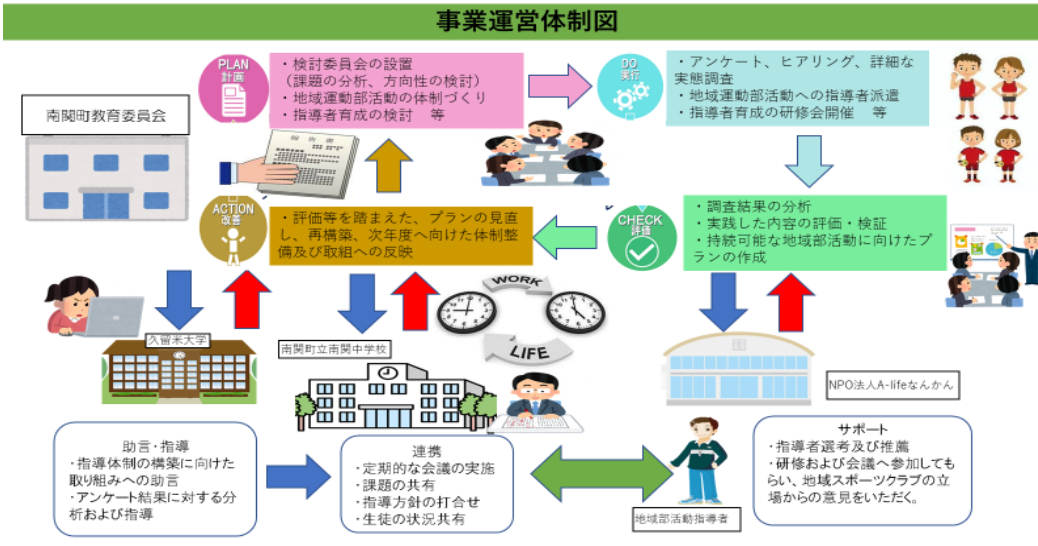 事業運営体制図
PLAN
計画
・検討委員会の設置
（課題の分析、方向性の検討）
・地域運動部活動の体制づくり
・指導者育成の検討　等
DO
実行
・アンケート、ヒアリング、詳細な
実態調査
・地域運動部活動への指導者派遣
・指導者育成の研修会開催　等
南関町教育委員会
報告書
ACTION
改善
・評価等を踏まえた、プランの見直
し、再構築、次年度へ向けた体制整
備及び取組への反映
CHECK
評価
・調査結果の分析
・実践した内容の評価・検証
・持続可能な地域部活動に向けたプ
ランの作成
WORK
LIFE
久留米大学
南関町立南関中学校
NPO法人A-lifeなんかん
助言・指導
・指導体制の構築に向けた
取り組みへの助言
・アンケート結果に対する分
析および指導
連携
・定期的な会議の実施
・課題の共有
・指導方針の打合せ
・生徒の状況共有
地域部活動指導者
サポート
・指導者選考及び推薦
・研修および会議へ参加しても
らい、地域スポーツクラブの立
場からの意見をいただく。